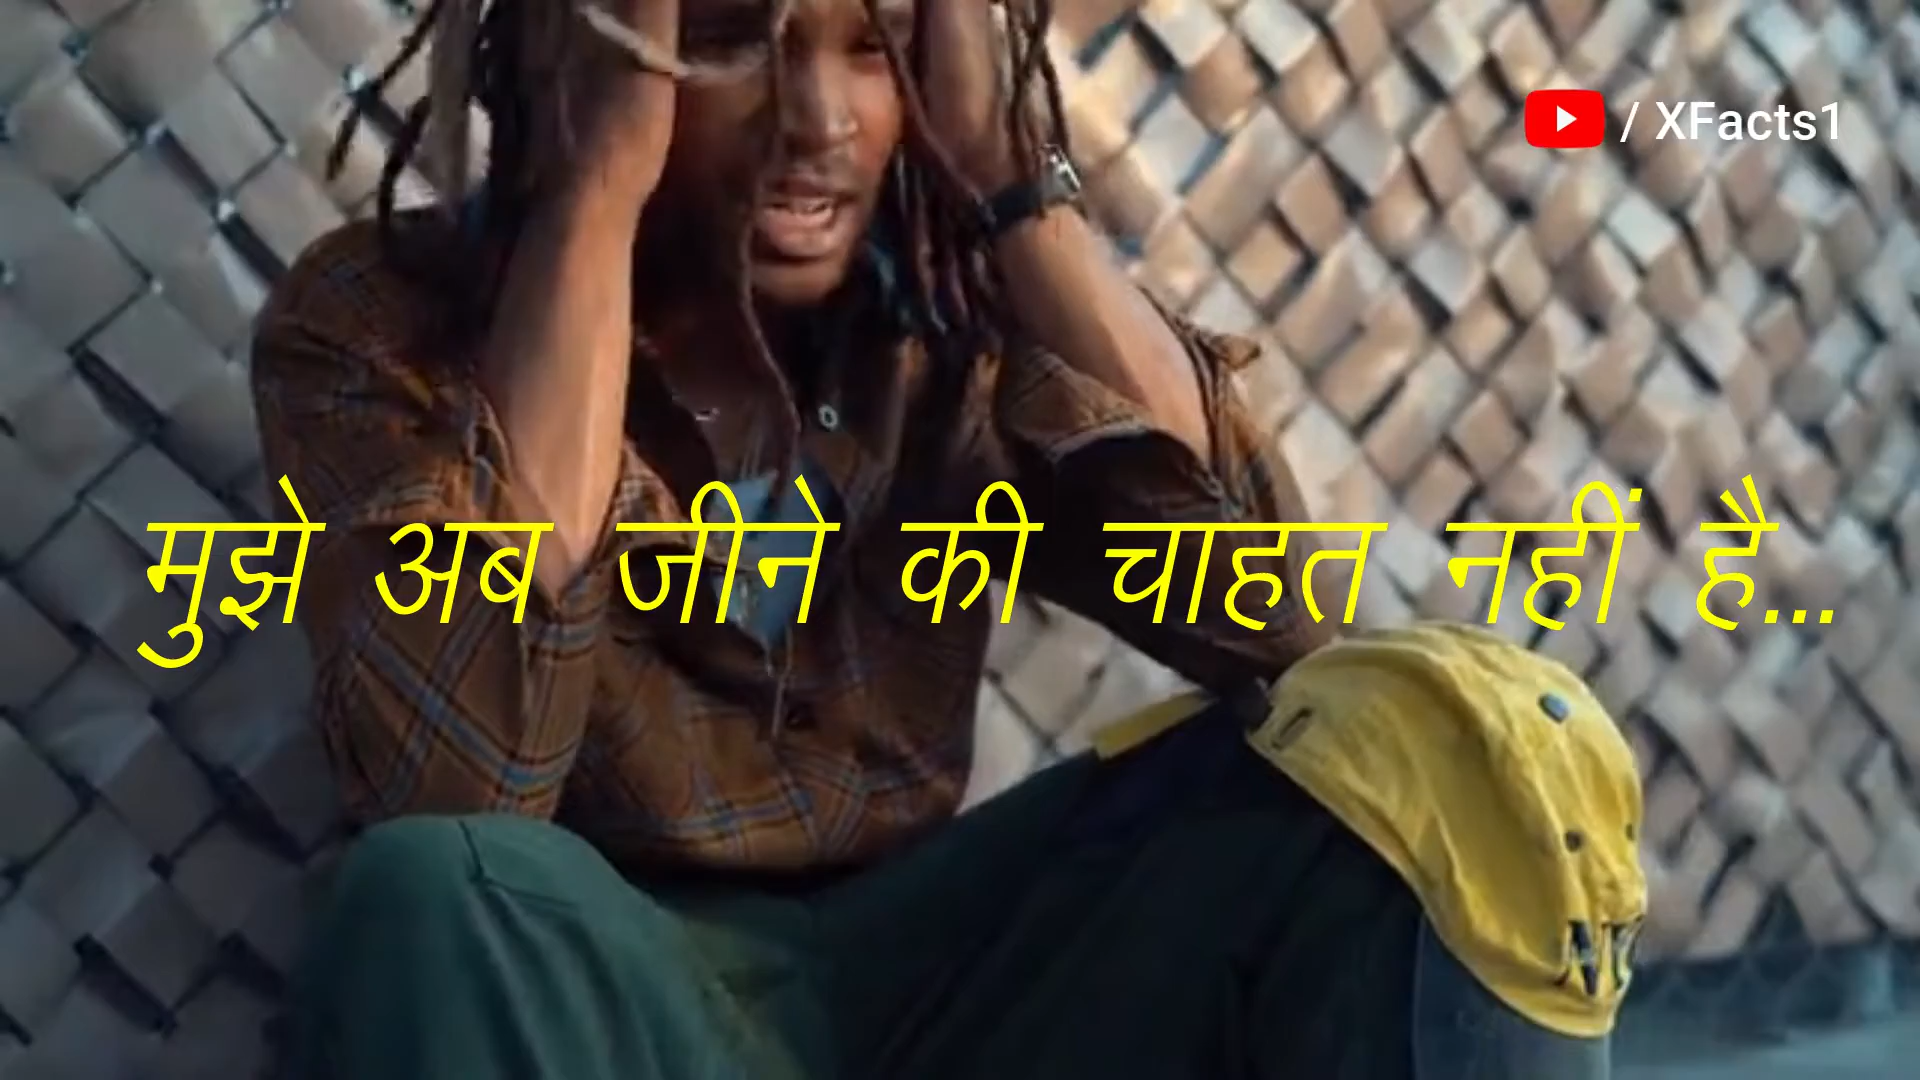 / XFacts1
मुझे अब जीने की चाहत नहीं है...